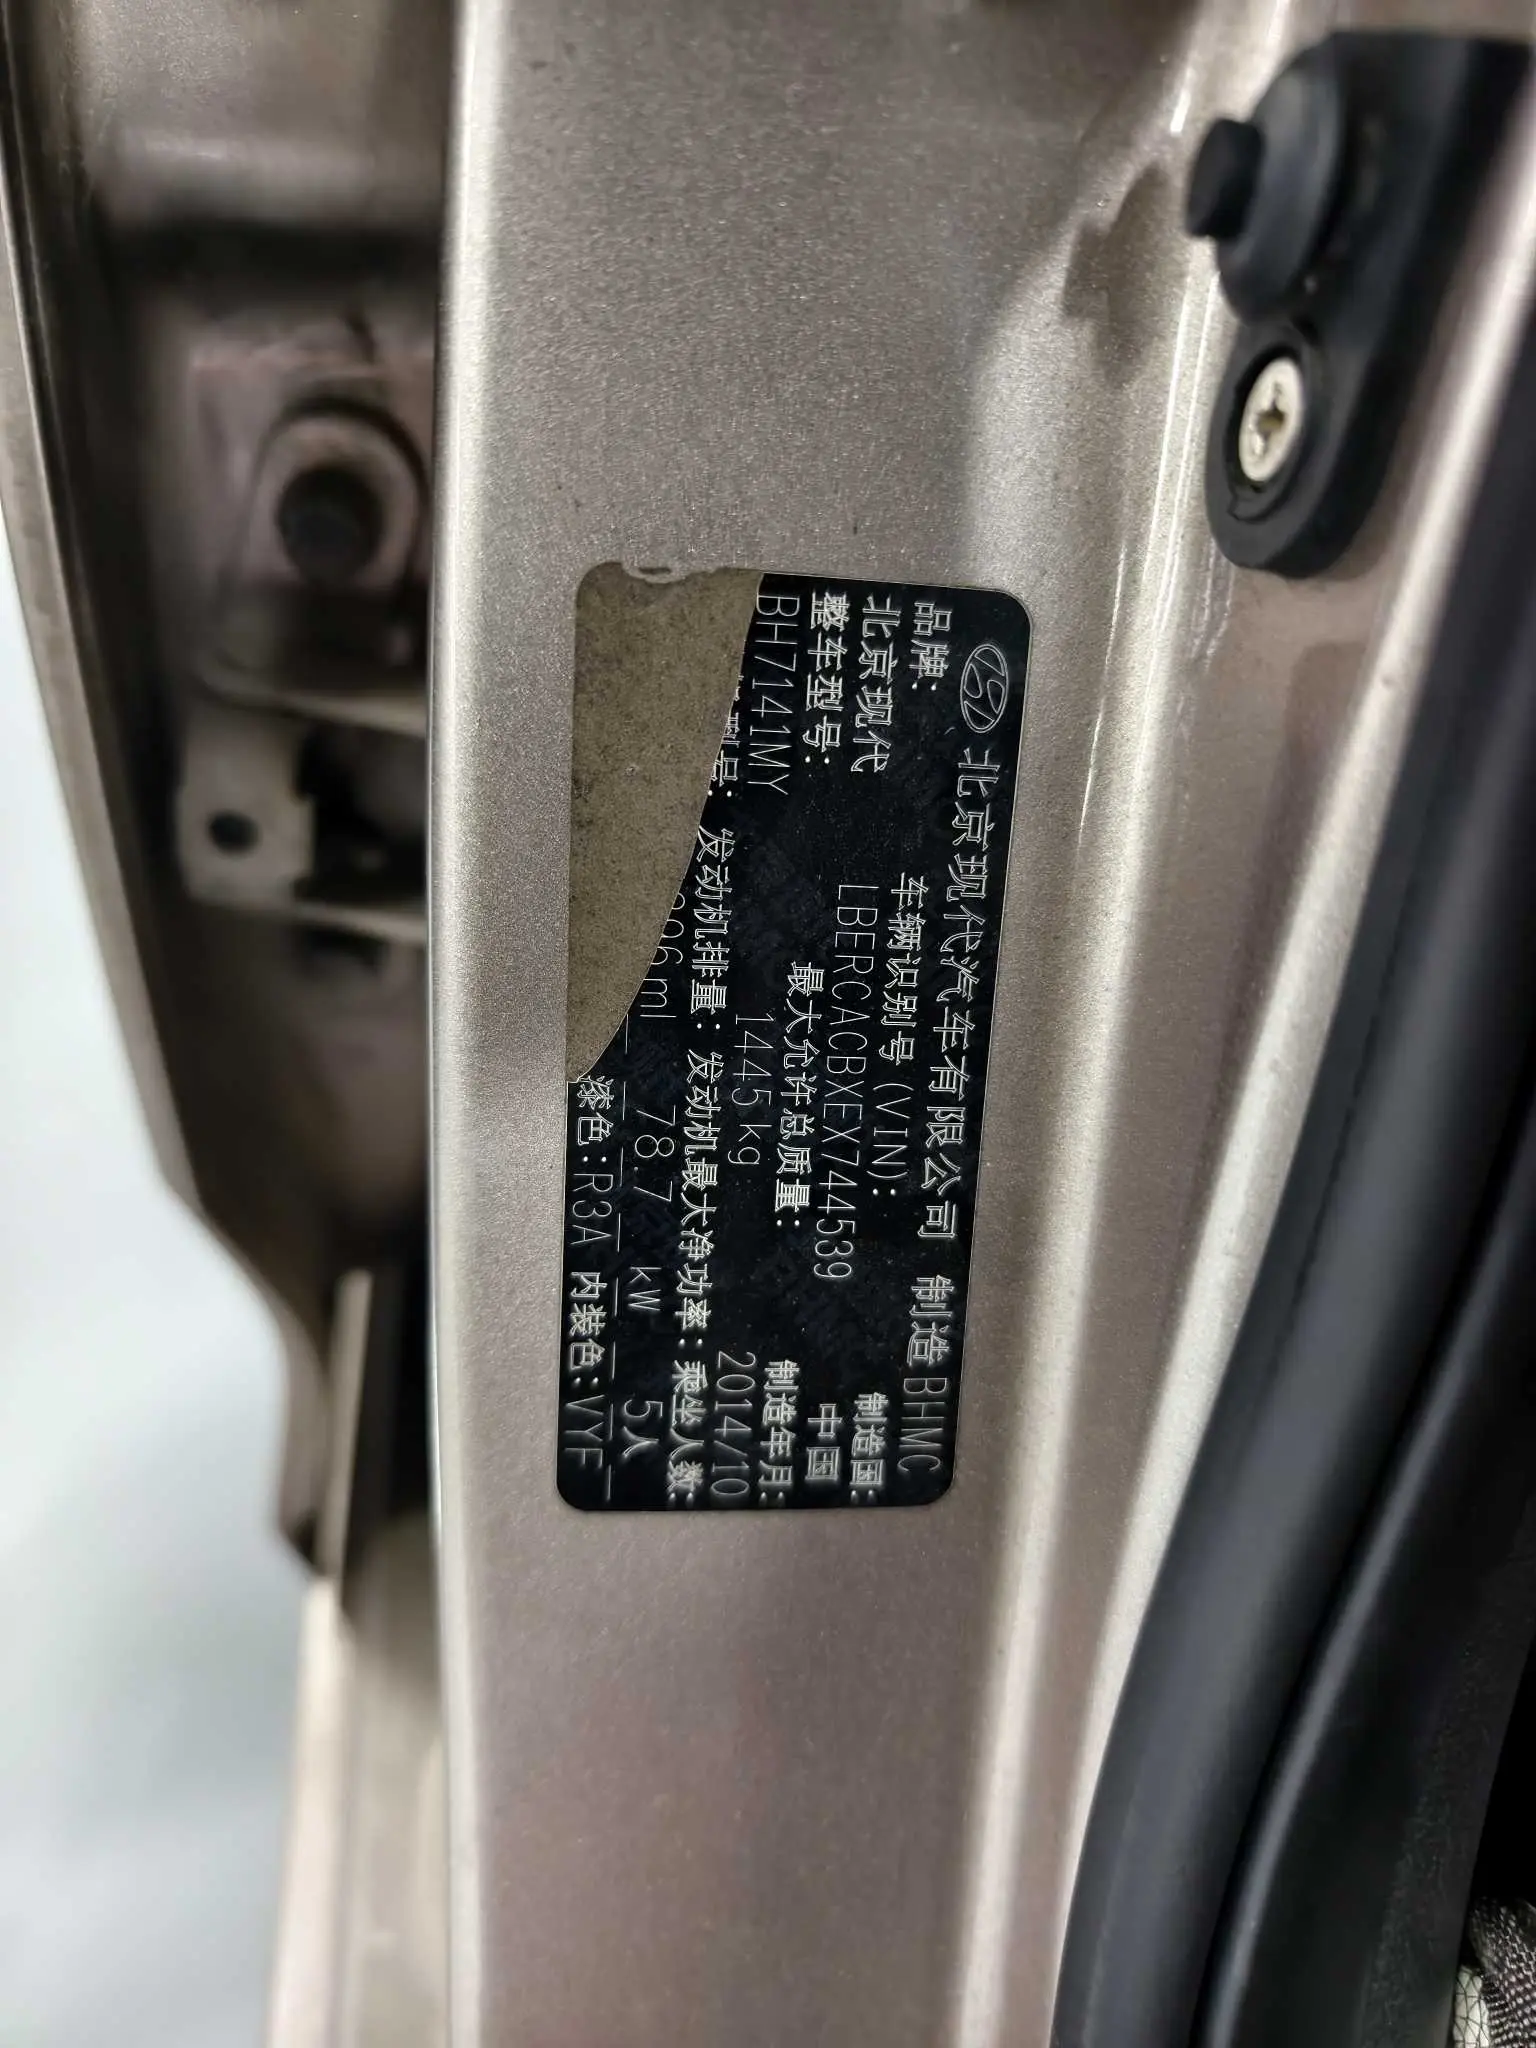 北京现代汽车有限公司 制造 BHMC
品牌: 车辆识别号(VIN): 制造国:
北京现代 LBERCACBXEX744539 中国
整车型号: 最大允许总质量: 制造年月:
BH7141MY 1445kg 2014/10
号: 发动机排量: 发动机最大净功率: 乘坐人数:
96ml 78.7 kW 5人
漆色:R3A 内装色:VYF